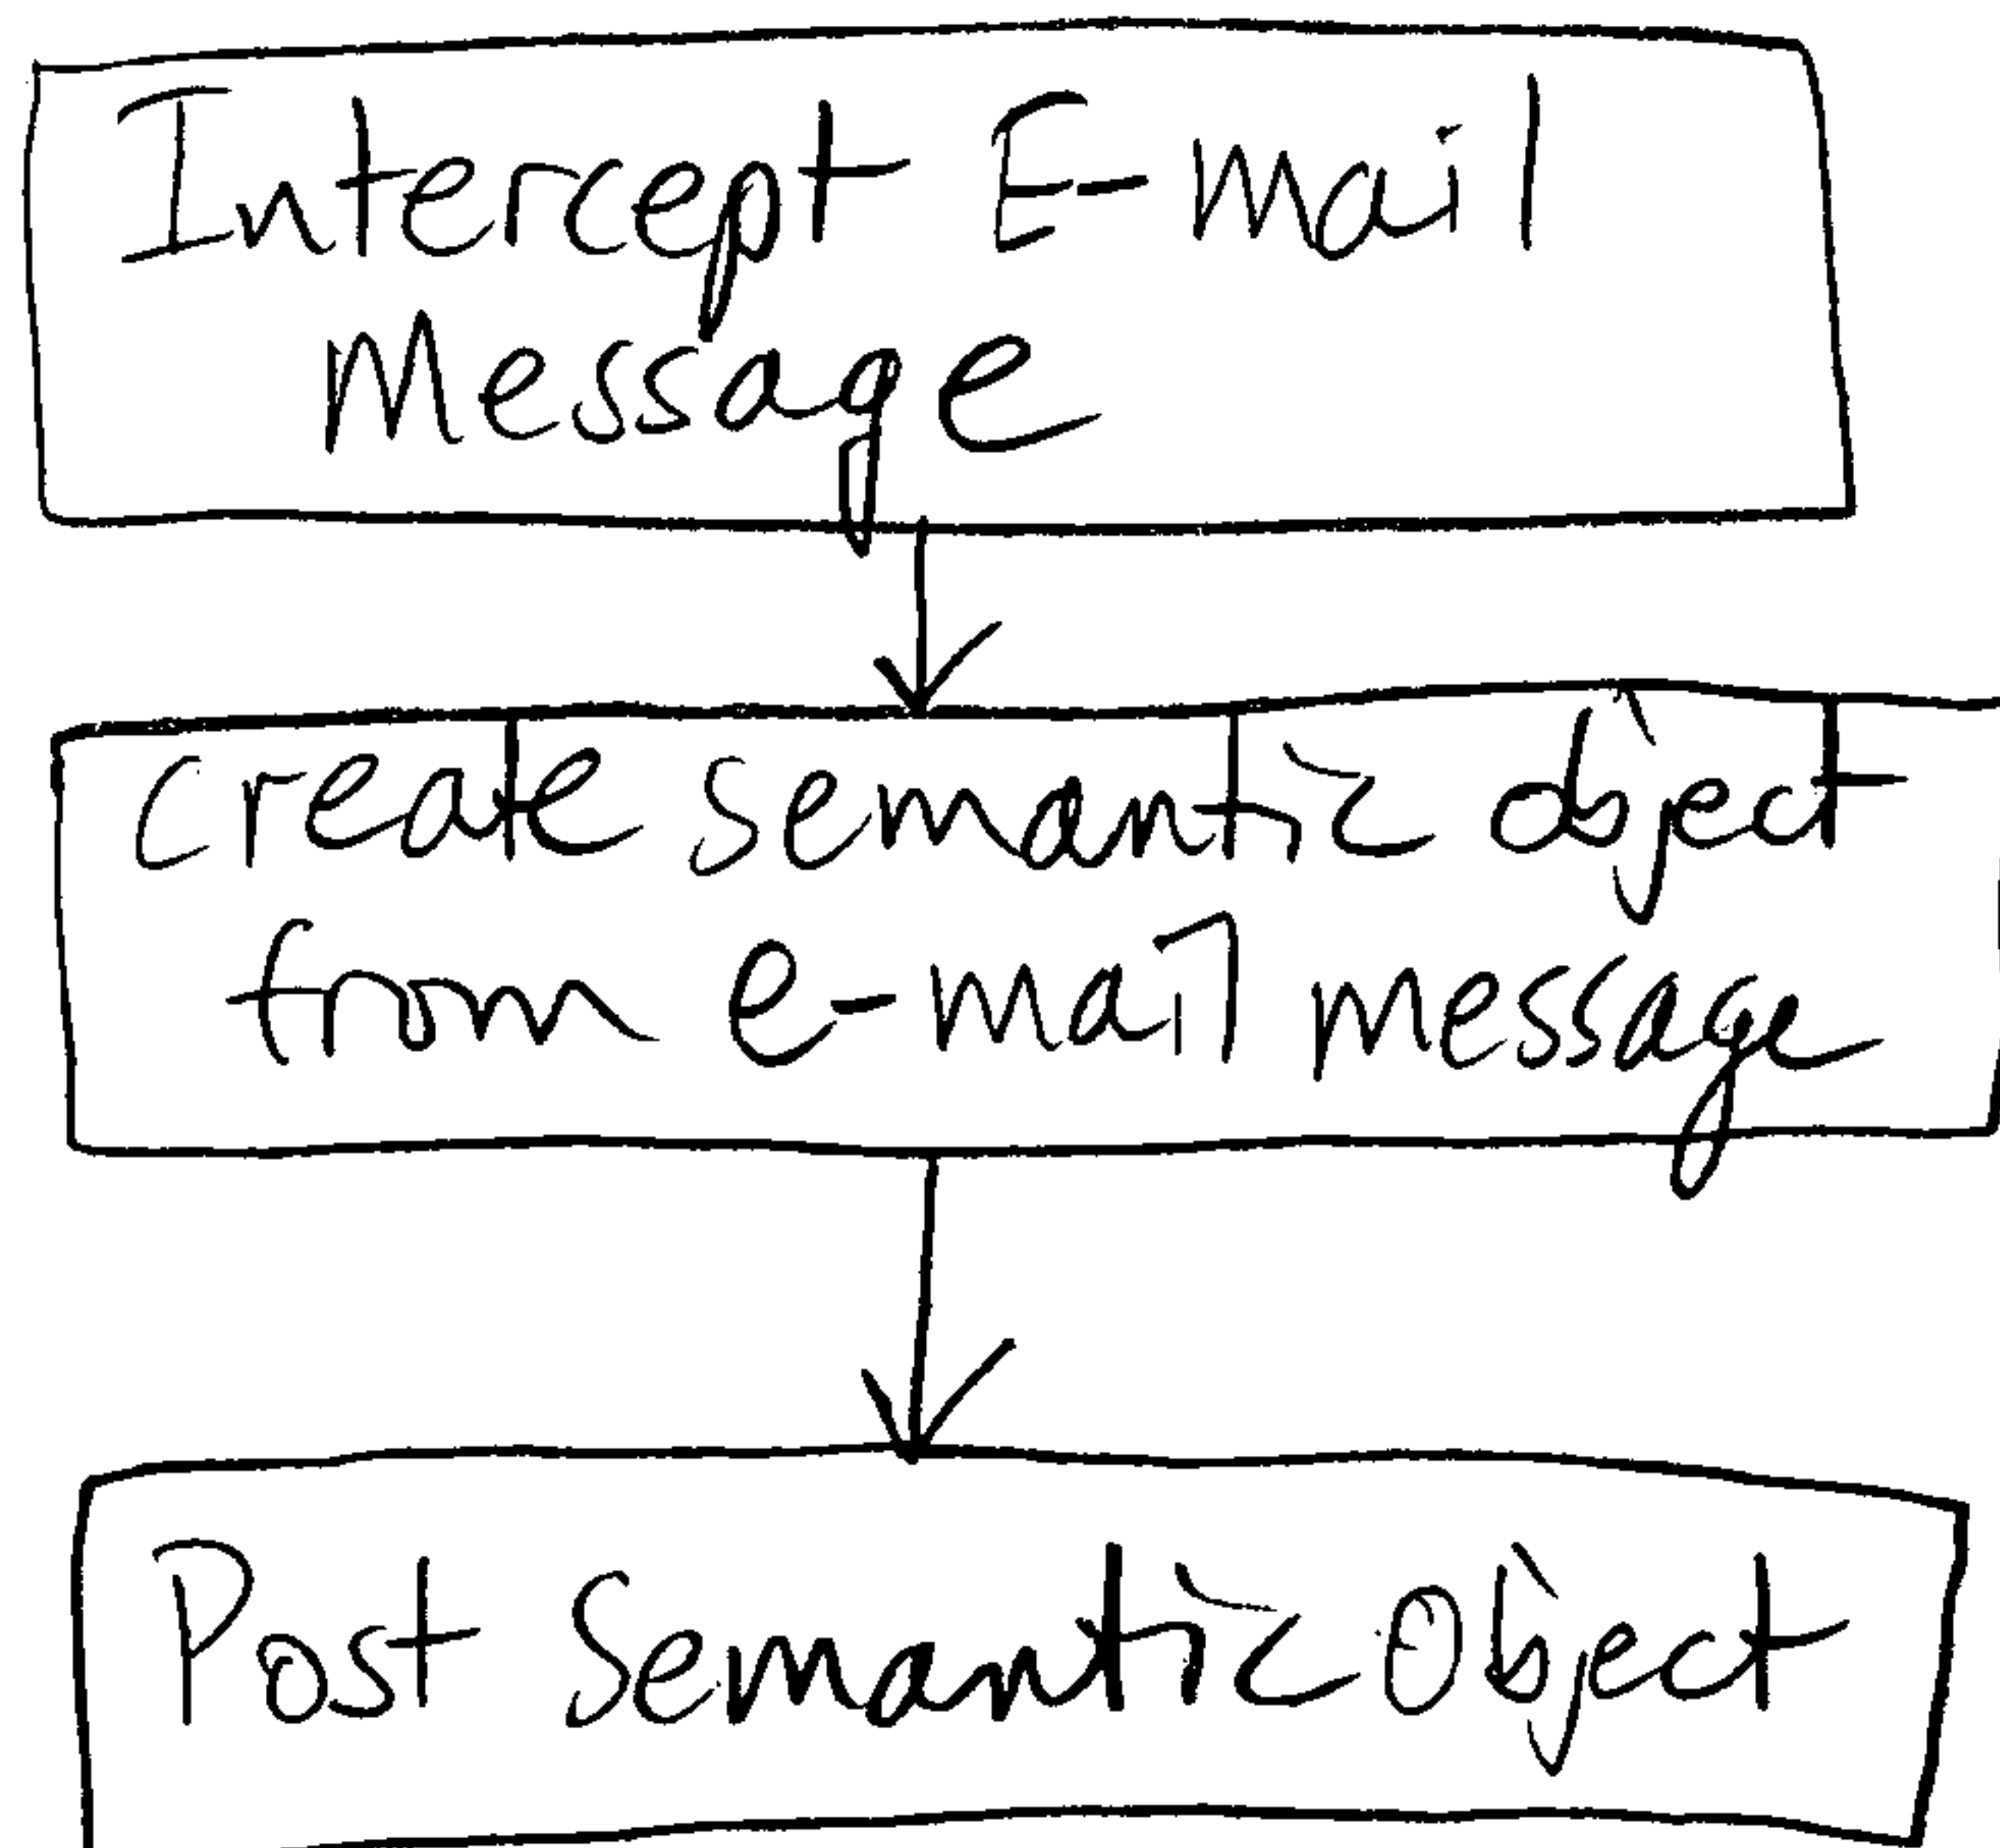 Intercept E-mail
Message
Create semantic object
from e-mail message
Post Semantic Object